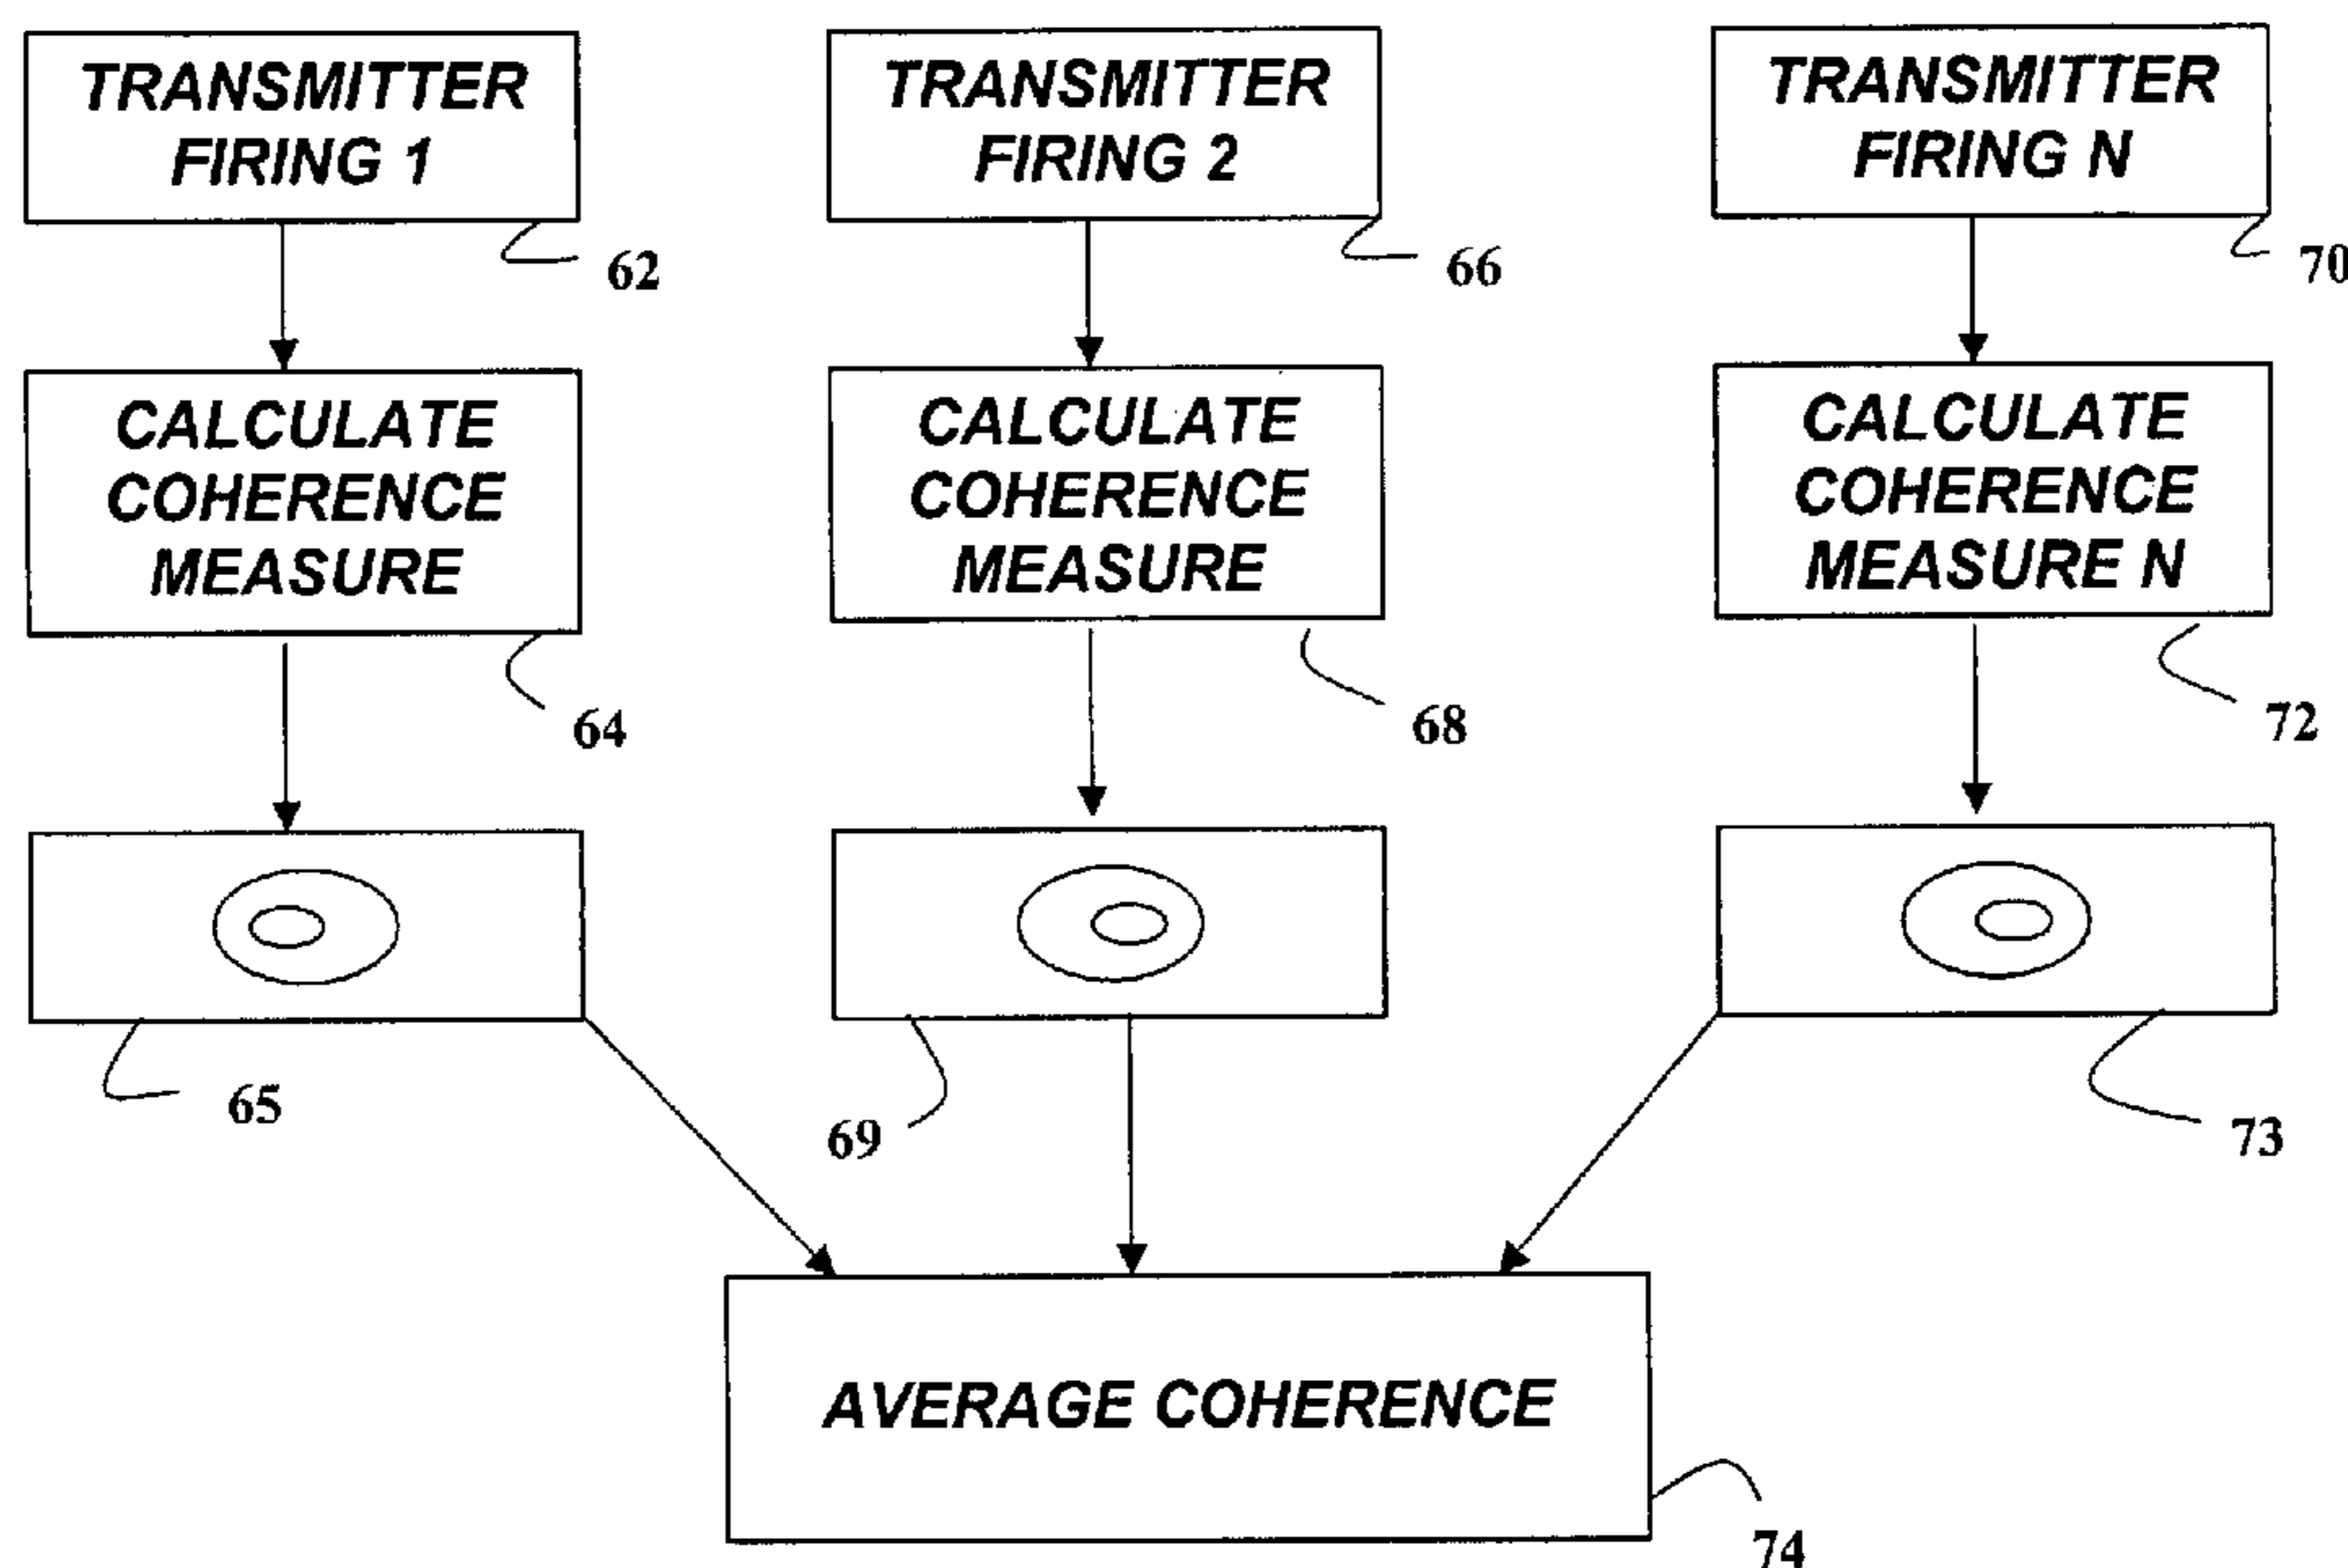 TRANSMITTER
FIRING 1
TRANSMITTER
FIRING 2
TRANSMITTER
FIRING N
62
66
70
CALCULATE
COHERENCE
MEASURE
CALCULATE
COHERENCE
MEASURE
CALCULATE
COHERENCE
MEASURE N
64
68
72
65
69
73
AVERAGE COHERENCE
74